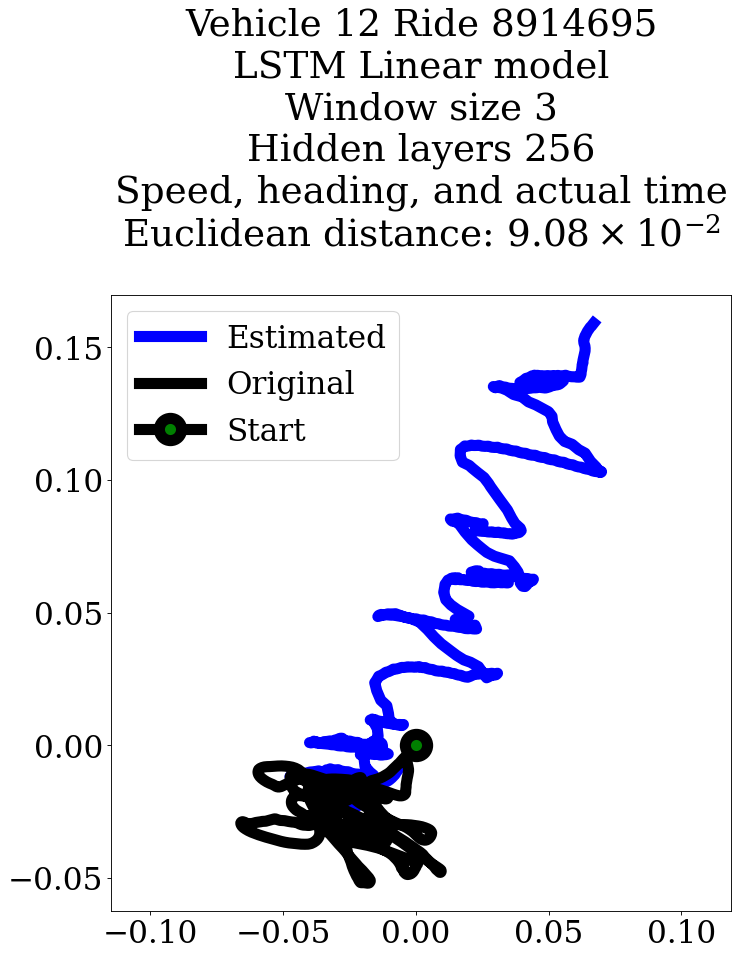 Vehicle 12 Ride 8914695
LSTM Linear model
Window size 3
Hidden layers 256
Speed, heading, and actual time
Euclidean distance: 9.08 × 10⁻²
Estimated
Original
Start
0.15
0.10
0.05
0.00
−0.05
−0.10 −0.05 0.00 0.05 0.10